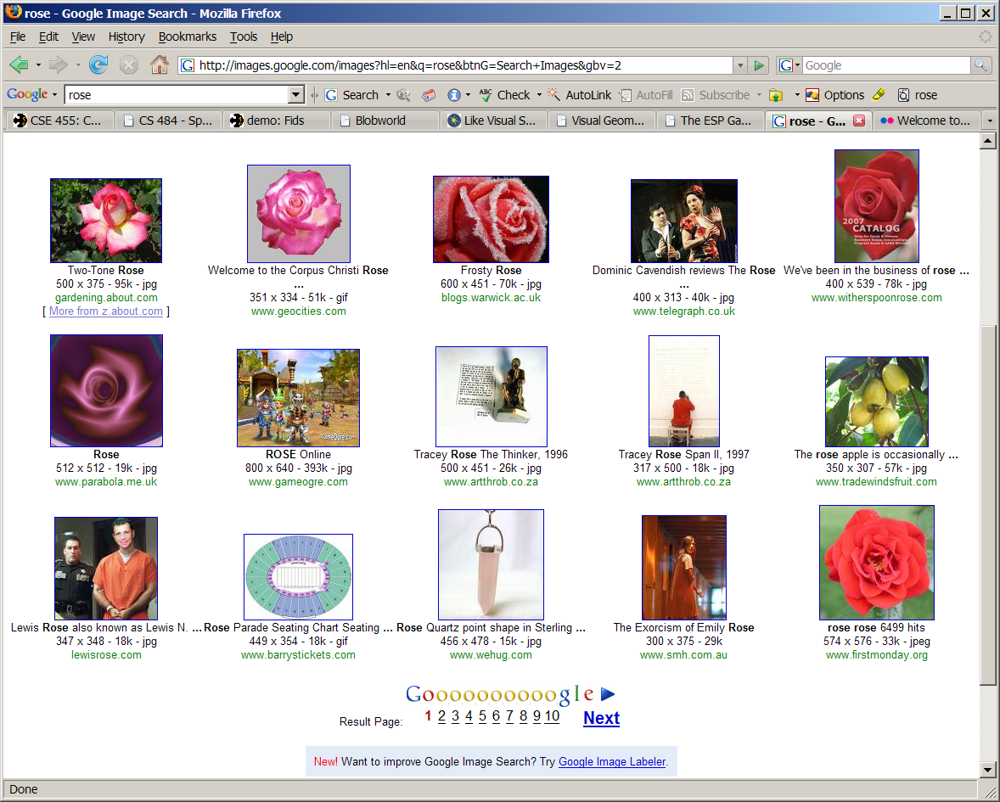 rose - Google Image Search - Mozilla Firefox
File Edit View History Bookmarks Tools Help
http://images.google.com/images?hl=en&q=rose&btnG=Search+Images&gbv=2
Google
Google rose Search ABC Check AutoLink AutoFill Subscribe Options rose
CSE 455: C... CS 484 - Sp... demo: Fids Blobworld Like Visual S... Visual Geom... The ESP Ga... rose - G... Welcome to...
2007
CATALOG
Two-Tone Rose
500 x 375 - 95k - jpg
gardening.about.com
[ More from z.about.com ]
Welcome to the Corpus Christi Rose
...
351 x 334 - 51k - gif
www.geocities.com
Frosty Rose
600 x 451 - 70k - jpg
blogs.warwick.ac.uk
Dominic Cavendish reviews The Rose
...
400 x 313 - 40k - jpg
www.telegraph.co.uk
We've been in the business of rose ...
400 x 539 - 78k - jpg
www.witherspoonrose.com
GameOgre.com
Rose
512 x 512 - 19k - jpg
www.parabola.me.uk
ROSE Online
800 x 640 - 393k - jpg
www.gameogre.com
Tracey Rose The Thinker, 1996
500 x 451 - 26k - jpg
www.artthrob.co.za
Tracey Rose Span II, 1997
317 x 500 - 18k - jpg
www.artthrob.co.za
The rose apple is occasionally ...
350 x 307 - 57k - jpg
www.tradewindsfruit.com
Lewis Rose also known as Lewis N. ...
347 x 348 - 18k - jpg
lewisrose.com
Rose Parade Seating Chart Seating ...
449 x 354 - 18k - gif
www.barrystickets.com
Rose Quartz point shape in Sterling ...
456 x 478 - 15k - jpg
www.wehug.com
The Exorcism of Emily Rose
300 x 375 - 29k
www.smh.com.au
rose rose 6499 hits
574 x 576 - 33k - jpeg
www.firstmonday.org
Goooooooooogle
Result Page: 1 2 3 4 5 6 7 8 9 10 Next
New! Want to improve Google Image Search? Try Google Image Labeler.
Done